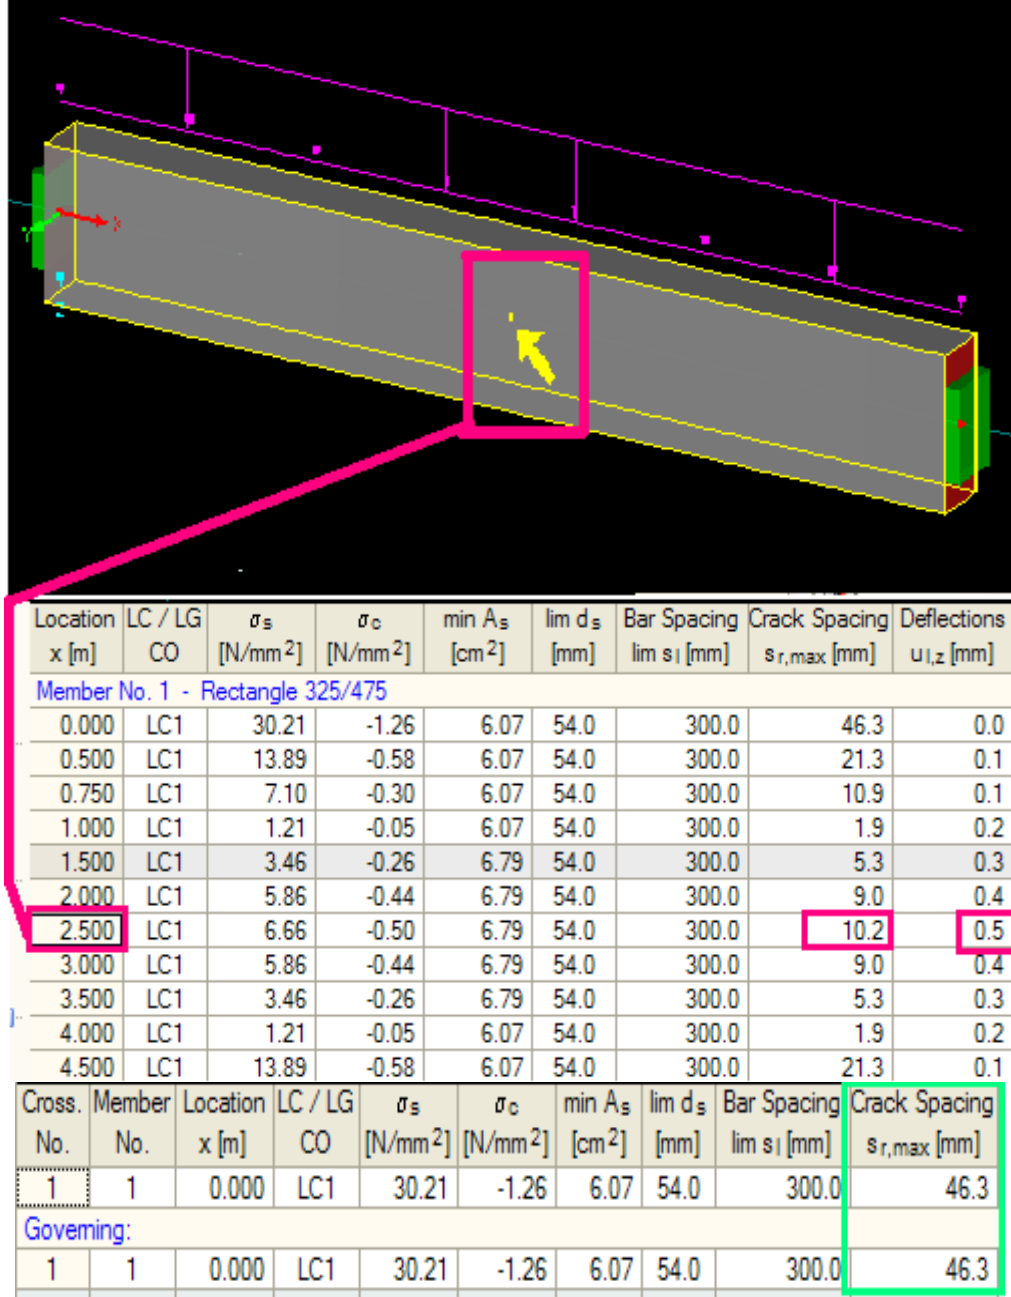 Location LC / LG σs σc min As lim ds Bar Spacing Crack Spacing Deflections
x [m] CO [N/mm²] [N/mm²] [cm²] [mm] lim sl [mm] sr,max [mm] ul,z [mm]
Member No. 1 - Rectangle 325/475
0.000 LC1 30.21 -1.26 6.07 54.0 300.0 46.3 0.0
0.500 LC1 13.89 -0.58 6.07 54.0 300.0 21.3 0.1
0.750 LC1 7.10 -0.30 6.07 54.0 300.0 10.9 0.1
1.000 LC1 1.21 -0.05 6.07 54.0 300.0 1.9 0.2
1.500 LC1 3.46 -0.26 6.79 54.0 300.0 5.3 0.3
2.000 LC1 5.86 -0.44 6.79 54.0 300.0 9.0 0.4
2.500 LC1 6.66 -0.50 6.79 54.0 300.0 10.2 0.5
3.000 LC1 5.86 -0.44 6.79 54.0 300.0 9.0 0.4
3.500 LC1 3.46 -0.26 6.79 54.0 300.0 5.3 0.3
4.000 LC1 1.21 -0.05 6.07 54.0 300.0 1.9 0.2
4.500 LC1 13.89 -0.58 6.07 54.0 300.0 21.3 0.1
Cross. Member Location LC / LG σs σc min As lim ds Bar Spacing Crack Spacing
No. No. x [m] CO [N/mm²] [N/mm²] [cm²] [mm] lim sl [mm] sr,max [mm]
1 1 0.000 LC1 30.21 -1.26 6.07 54.0 300.0 46.3
Governing:
1 1 0.000 LC1 30.21 -1.26 6.07 54.0 300.0 46.3